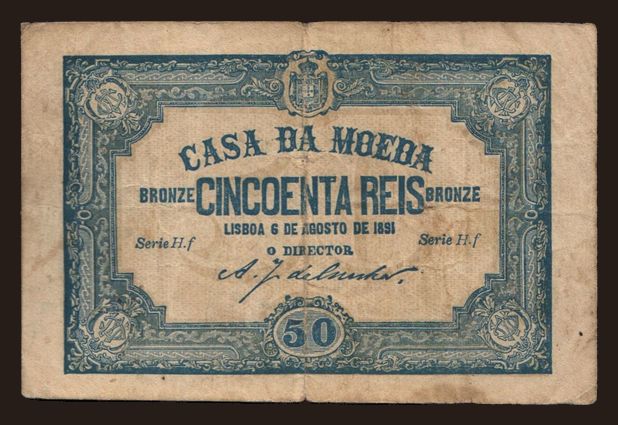 CASA DA MOEDA
BRONZE CINCOENTA REIS BRONZE
LISBOA 6 DE AGOSTO DE 1891
Serie H.f Serie H.f
O DIRECTOR
50